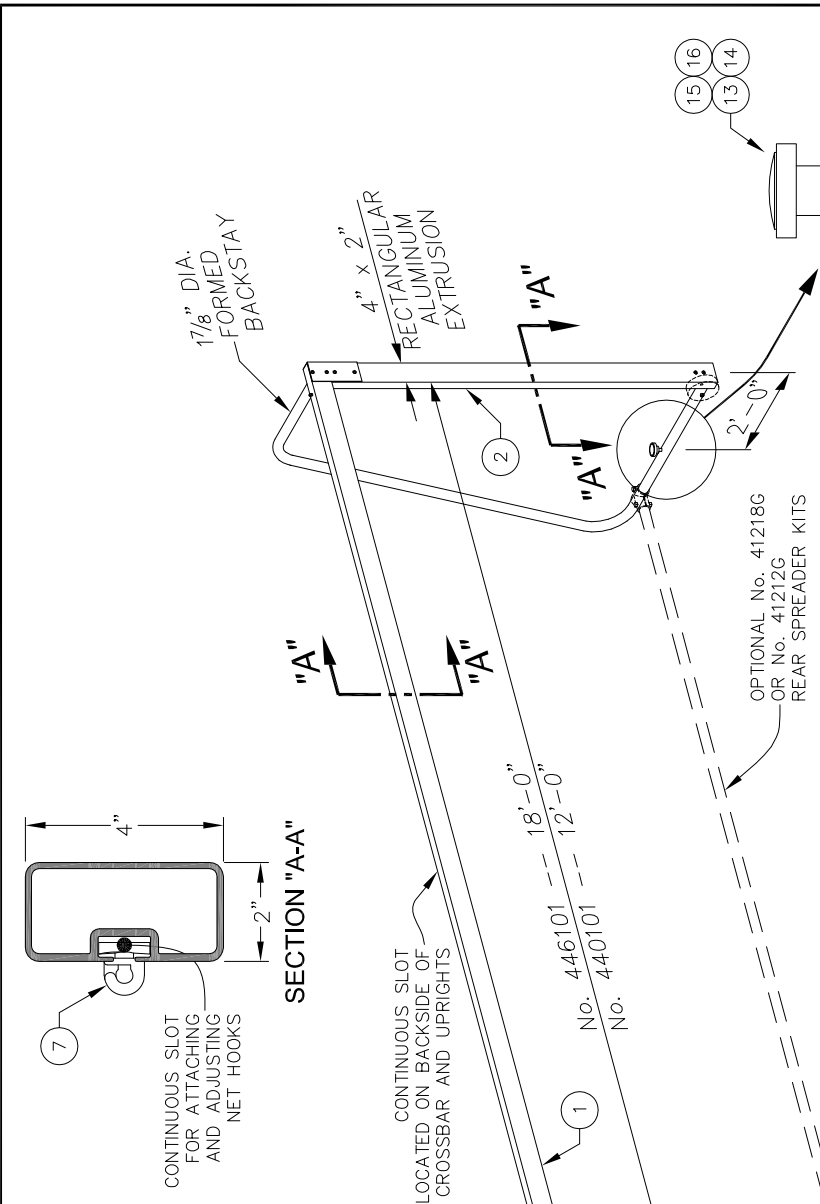 15
16
13
14
1⅞" DIA.
FORMED
BACKSTAY
4" x 2"
RECTANGULAR
ALUMINUM
EXTRUSION
"A"
"A"
2
2'-0"
"A"
"A"
4"
2"
7
SECTION "A-A"
CONTINUOUS SLOT
FOR ATTACHING
AND ADJUSTING
NET HOOKS
CONTINUOUS SLOT
LOCATED ON BACKSIDE OF
CROSSBAR AND UPRIGHTS
No. 446101 -- 18'-0"
No. 440101 -- 12'-0"
1
OPTIONAL No. 41218G
OR No. 41212G
REAR SPREADER KITS